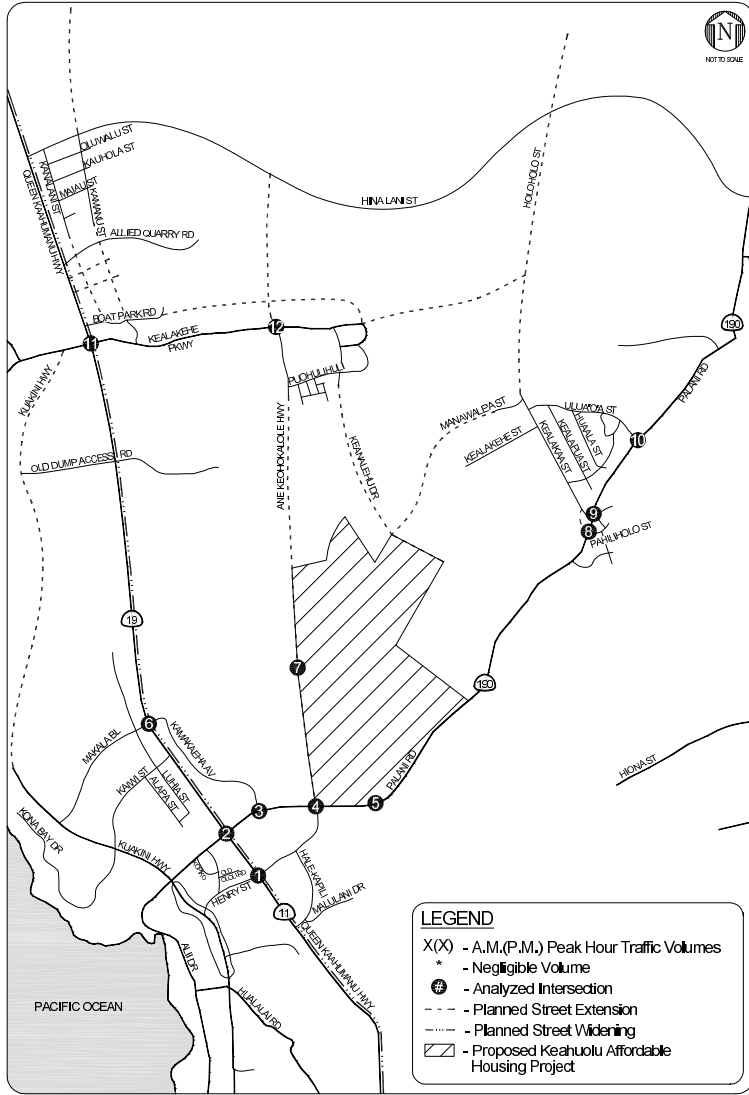 N
NOT TO SCALE
OLUWALU ST
KAUHOLA ST
MAIAU ST
KANALANI ST
KAMANU ST
QUEEN KAAHUMANU HWY
ALLIED QUARRY RD
HINA LANI ST
HOLOHOLO ST
190
BOAT PARK RD
12
11
KEALAKEHE
PKWY
KUAKINI HWY
PUOHULIHULI
PALANI RD
MANAWALEA ST
ULUAOA ST
HUAALA ST
KEALAPUA ST
KEALAKAA ST
KEALAKEHE ST
10
ANE KEOHOKALOLE HWY
KEANALEHU DR
OLD DUMP ACCESS RD
9
8
PAHILIHOLO ST
19
7
190
6
KAMAKAEHA AV
MAKALA BL
KAIWI ST
LUHIA ST
ALAPA ST
HIONA ST
PALANI RD
3
4
5
2
KONA BAY DR
KUAKINI HWY
1
HENRY ST
HALE-KAPILI
MALULANI DR
11
QUEEN KAAHUMANU HWY
ALII DR
HUALALAI RD
PACIFIC OCEAN
LEGEND
X(X) - A.M.(P.M.) Peak Hour Traffic Volumes
* - Negligible Volume
# - Analyzed Intersection
- Planned Street Extension
- Planned Street Widening
- Proposed Keahuolu Affordable
Housing Project